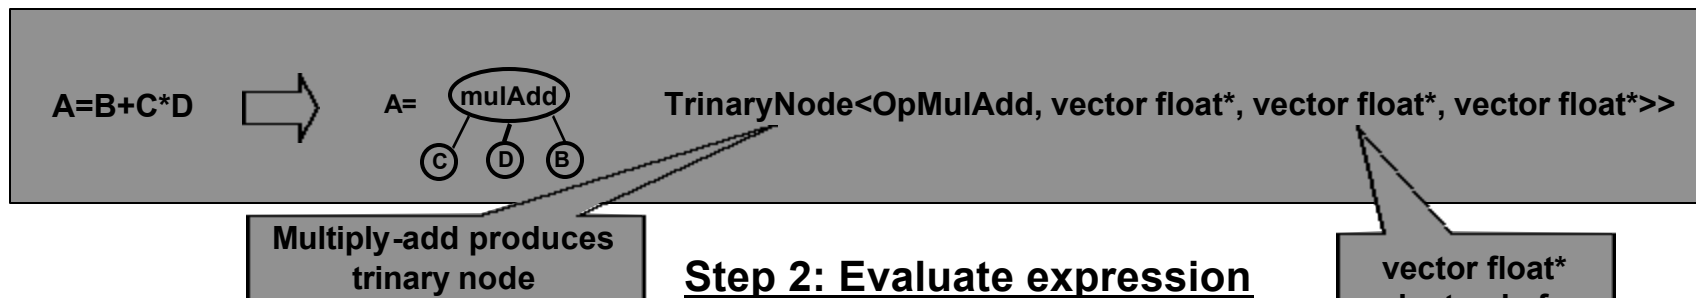 A=B+C*D
A=
mulAdd
C D B
TrinaryNode<OpMulAdd, vector float*, vector float*, vector float*>>
Multiply-add produces
trinary node
Step 2: Evaluate expression
vector float*